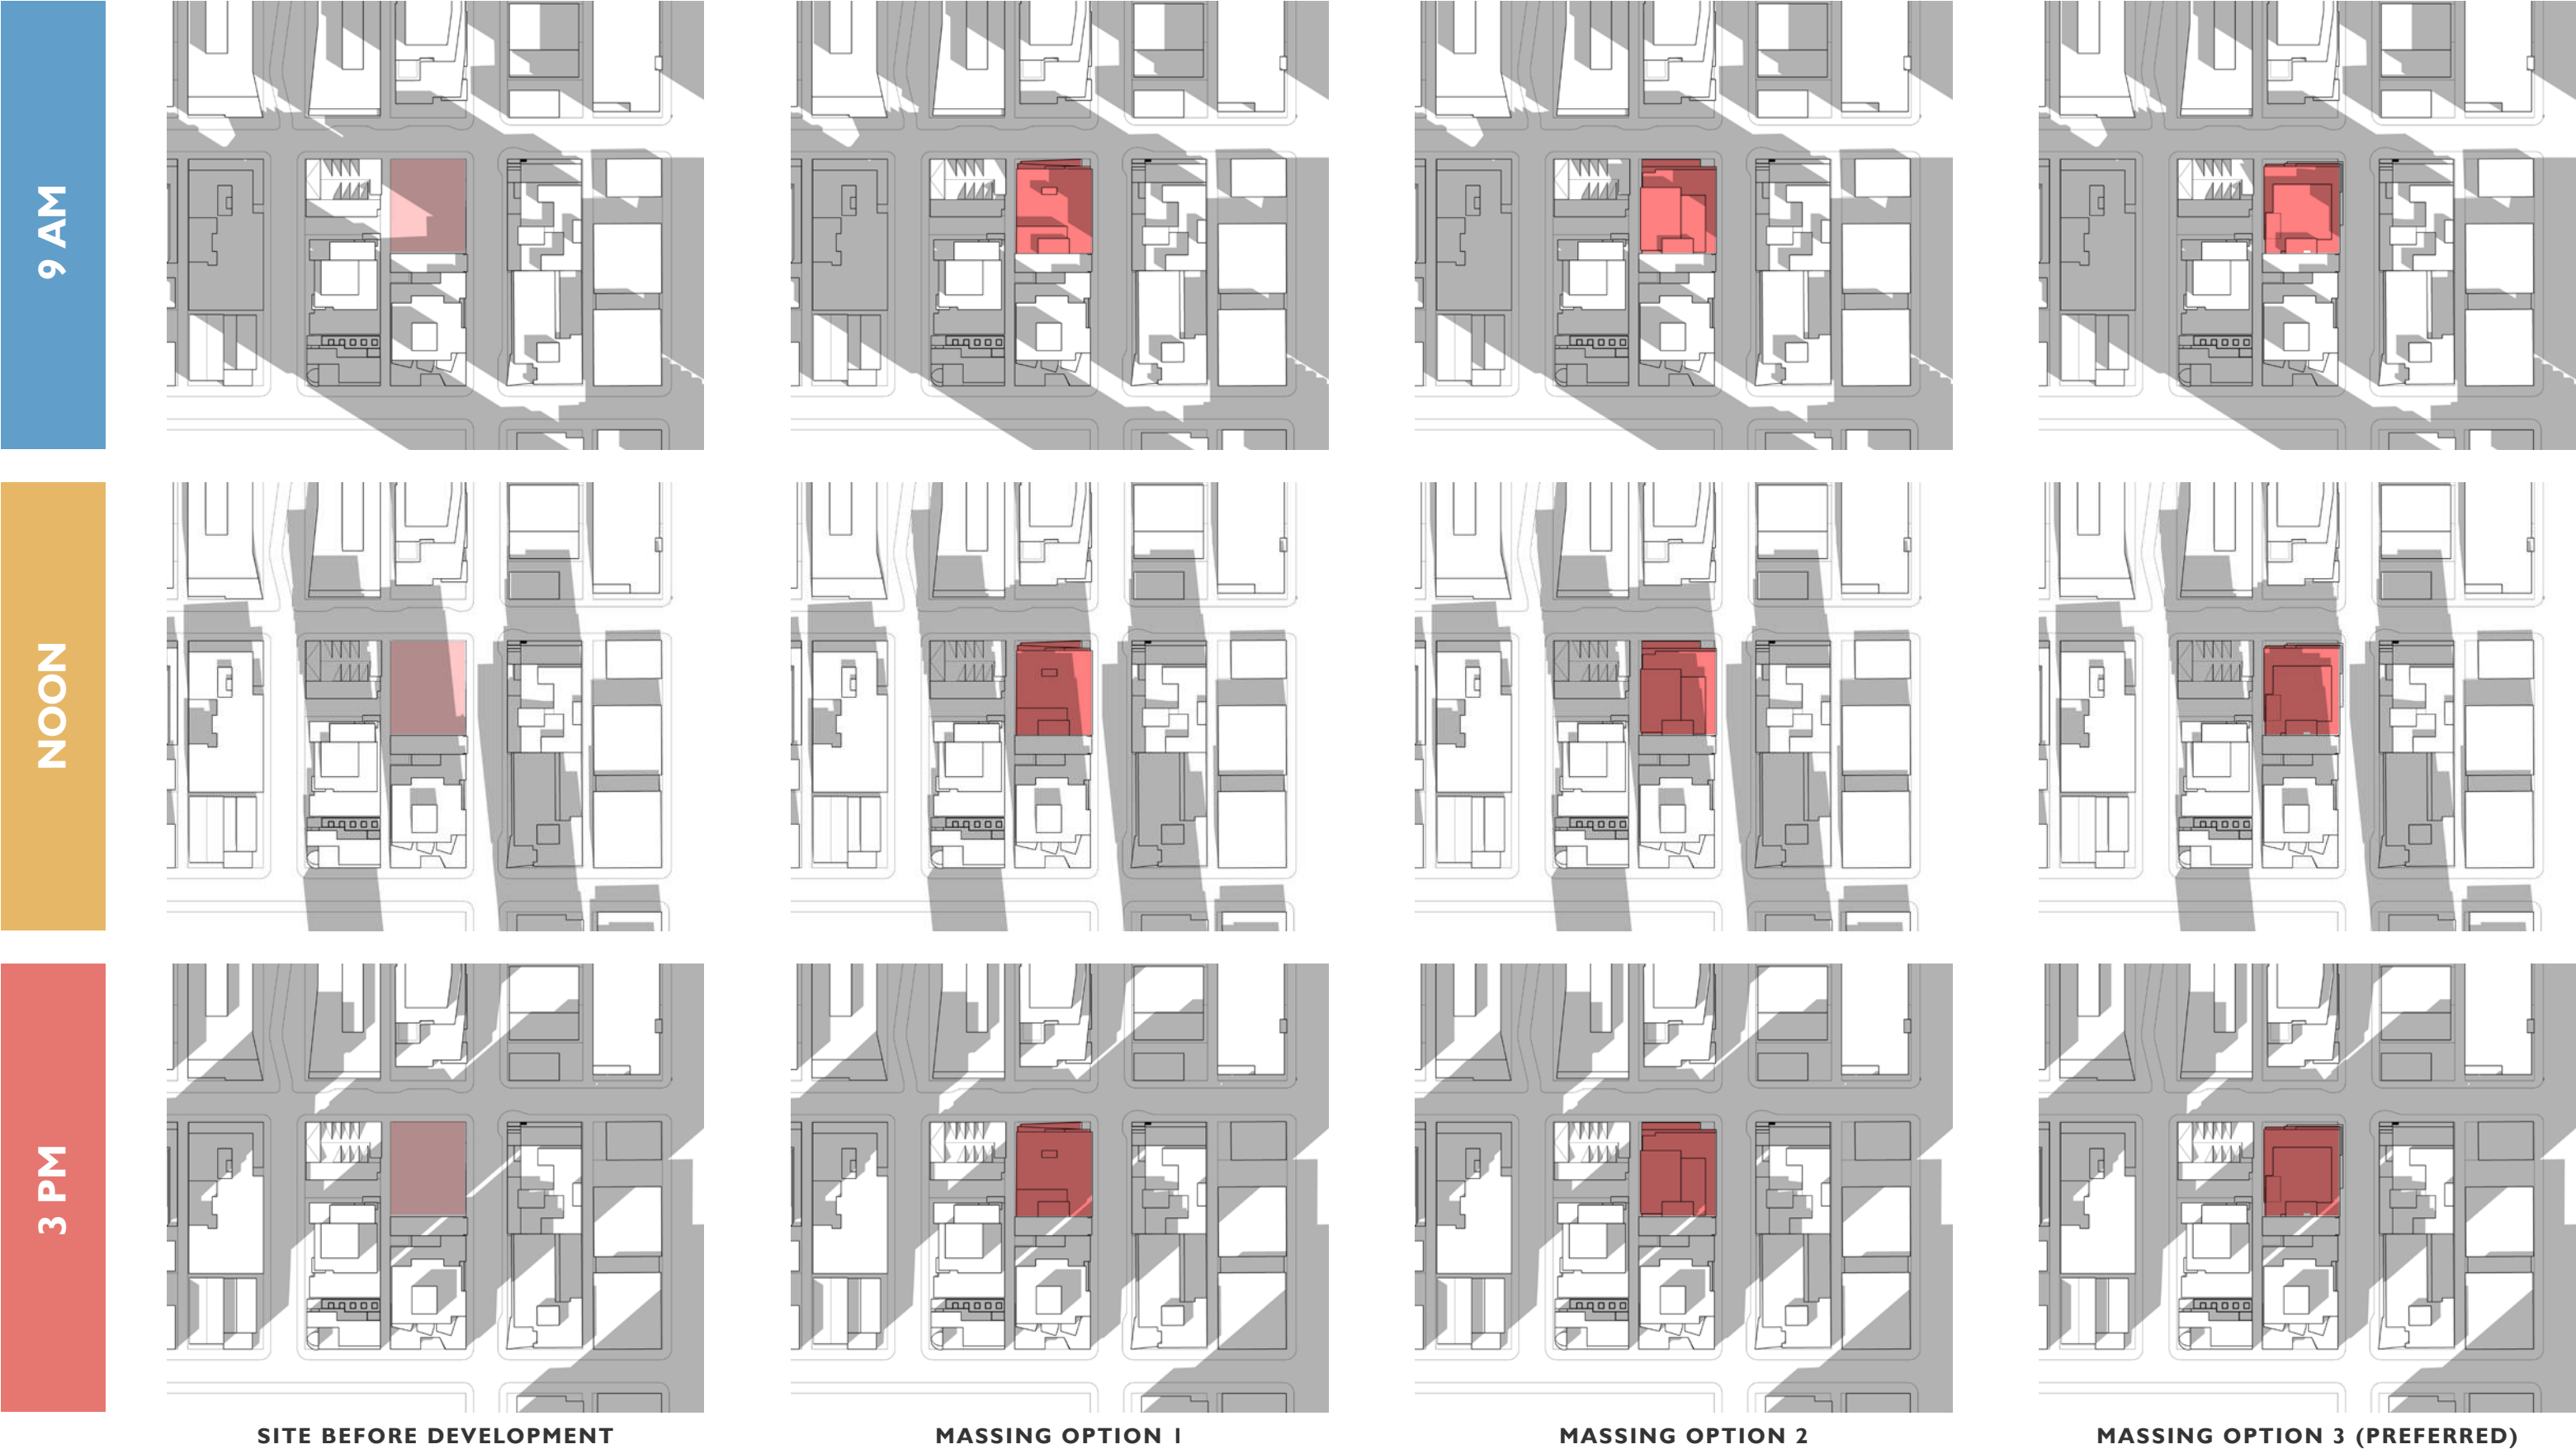 9 AM
NOON
3 PM
SITE BEFORE DEVELOPMENT
MASSING OPTION 1
MASSING OPTION 2
MASSING OPTION 3 (PREFERRED)